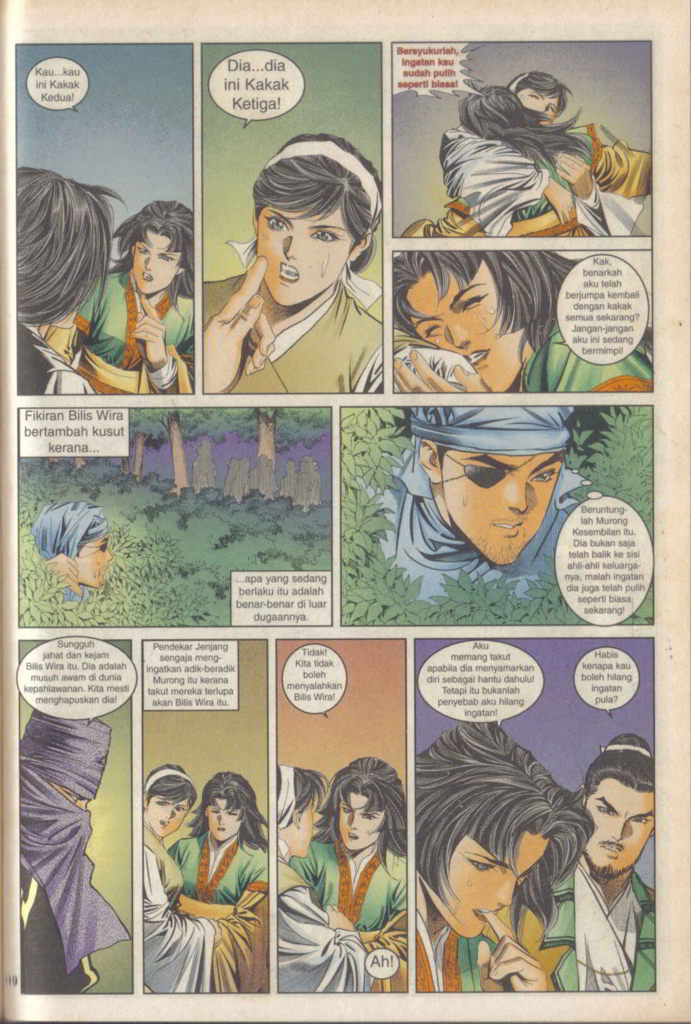 Kau...kau
ini Kakak
Kedua!
Dia...dia
ini Kakak
Ketiga!
Bersyukurlah,
ingatan kau
sudah pulih
seperti biasa!
Kak,
benarkah
aku telah
berjumpa kembali
dengan kakak
semua sekarang?
Jangan-jangan
aku ini sedang
bermimpi!
Fikiran Bilis Wira
bertambah kusut
kerana...
...apa yang sedang
berlaku itu adalah
benar-benar di luar
dugaannya.
Beruntung-
lah Murong
Kesembilan itu.
Dia bukan saja
telah balik ke sisi
ahli-ahli keluarga-
nya, malah ingatan
dia juga telah pulih
seperti biasa
sekarang!
Sungguh
jahat dan kejam
Bilis Wira itu. Dia adalah
musuh awam di dunia
kepahlawanan. Kita mesti
menghapuskan dia!
Pendekar Jenjang
sengaja meng-
ingatkan adik-beradik
Murong itu kerana
takut mereka terlupa
akan Bilis Wira itu.
Tidak!
Kita tidak
boleh
menyalahkan
Bilis Wira!
Ah!
Aku
memang takut
apabila dia menyamarkan
diri sebagai hantu dahulu!
Tetapi itu bukanlah
penyebab aku hilang
ingatan!
Habis
kenapa kau
boleh hilang
ingatan
pula?